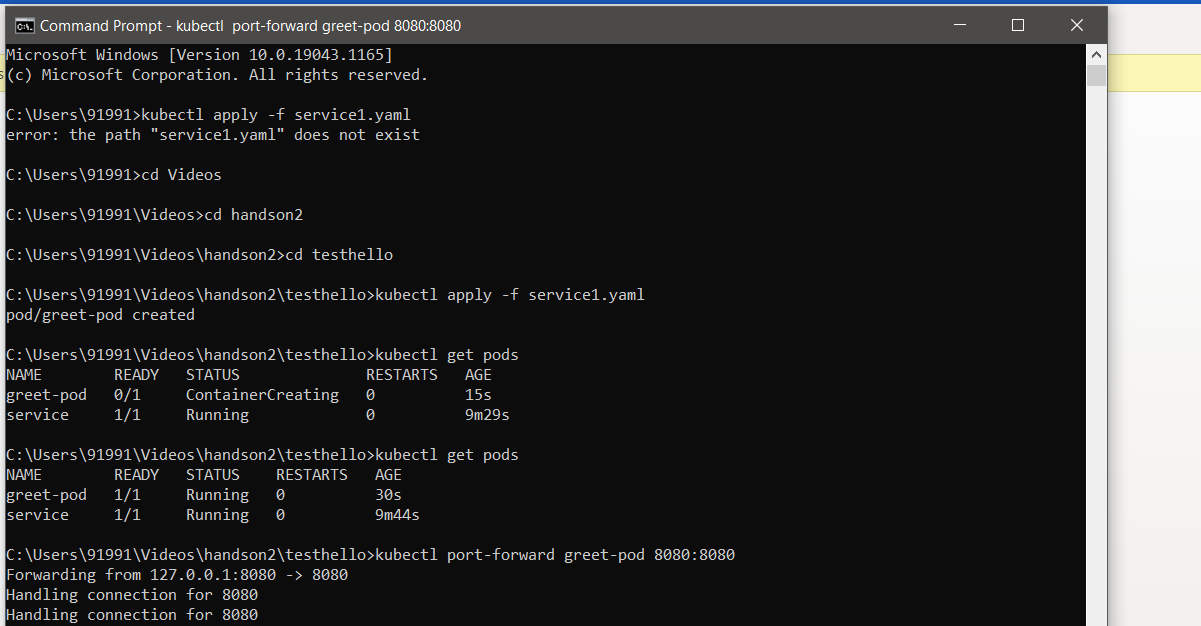 Command Prompt - kubectl  port-forward greet-pod 8080:8080
Microsoft Windows [Version 10.0.19043.1165]
(c) Microsoft Corporation. All rights reserved.
C:\Users\91991>kubectl apply -f service1.yaml
error: the path "service1.yaml" does not exist
C:\Users\91991>cd Videos
C:\Users\91991\Videos>cd handson2
C:\Users\91991\Videos\handson2>cd testhello
C:\Users\91991\Videos\handson2\testhello>kubectl apply -f service1.yaml
pod/greet-pod created
C:\Users\91991\Videos\handson2\testhello>kubectl get pods
NAME        READY   STATUS              RESTARTS   AGE
greet-pod   0/1     ContainerCreating   0          15s
service     1/1     Running             0          9m29s
C:\Users\91991\Videos\handson2\testhello>kubectl get pods
NAME        READY   STATUS    RESTARTS   AGE
greet-pod   1/1     Running   0          30s
service     1/1     Running   0          9m44s
C:\Users\91991\Videos\handson2\testhello>kubectl port-forward greet-pod 8080:8080
Forwarding from 127.0.0.1:8080 -> 8080
Handling connection for 8080
Handling connection for 8080